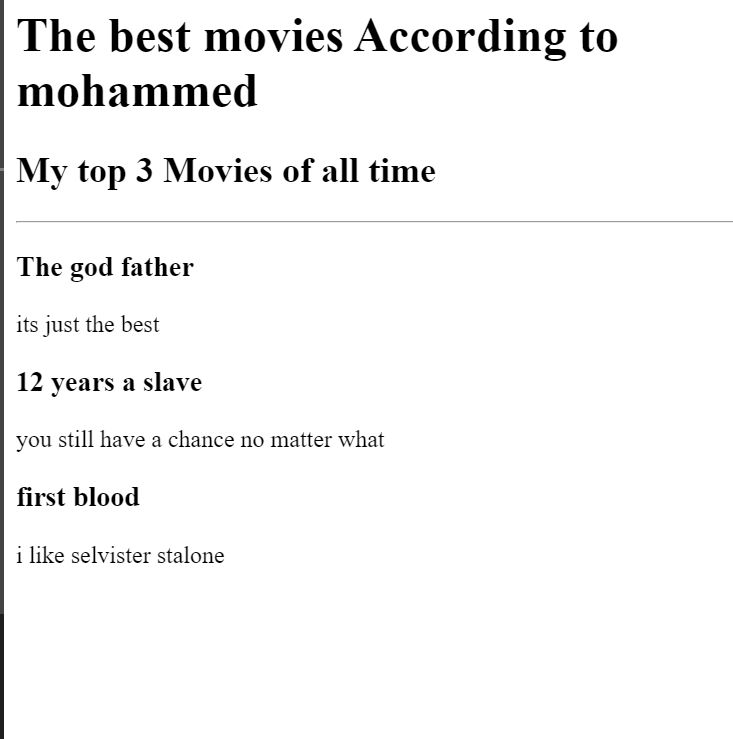 The best movies According to
mohammed
My top 3 Movies of all time
The god father
its just the best
12 years a slave
you still have a chance no matter what
first blood
i like selvister stalone